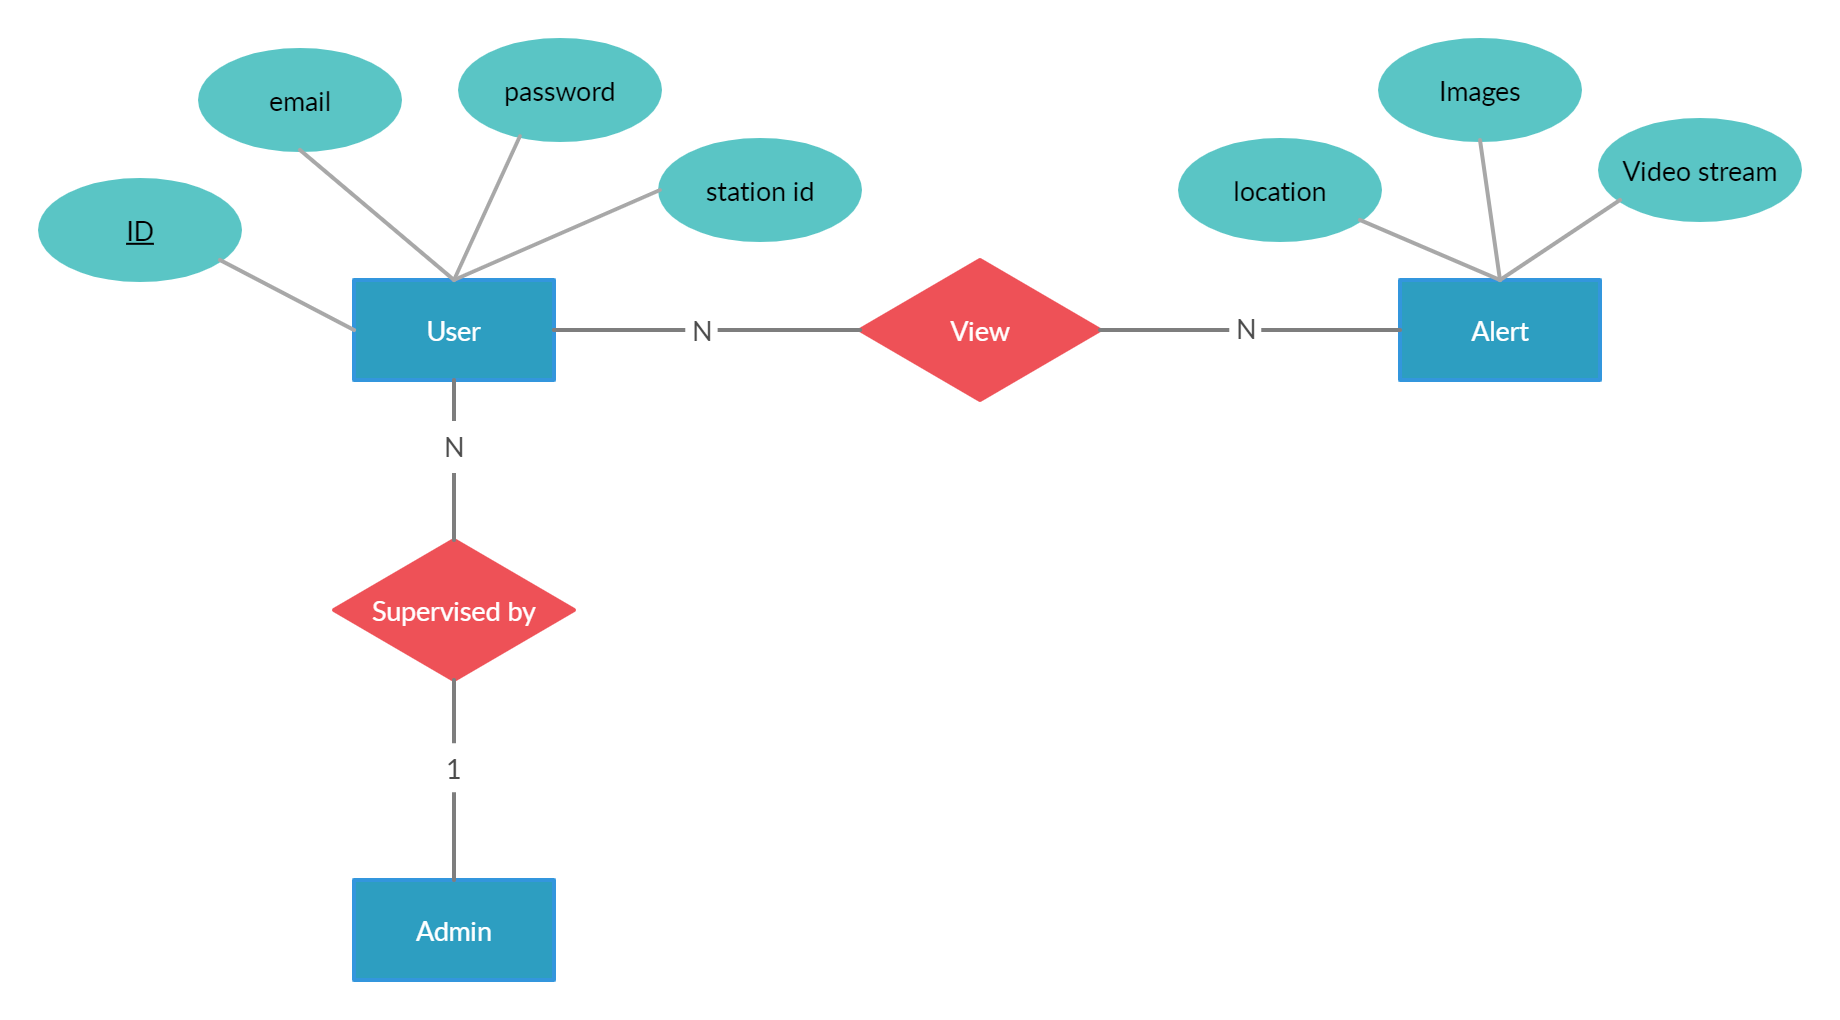 email
password
Images
Video stream
station id
location
ID
User
N
View
N
Alert
N
Supervised by
1
Admin